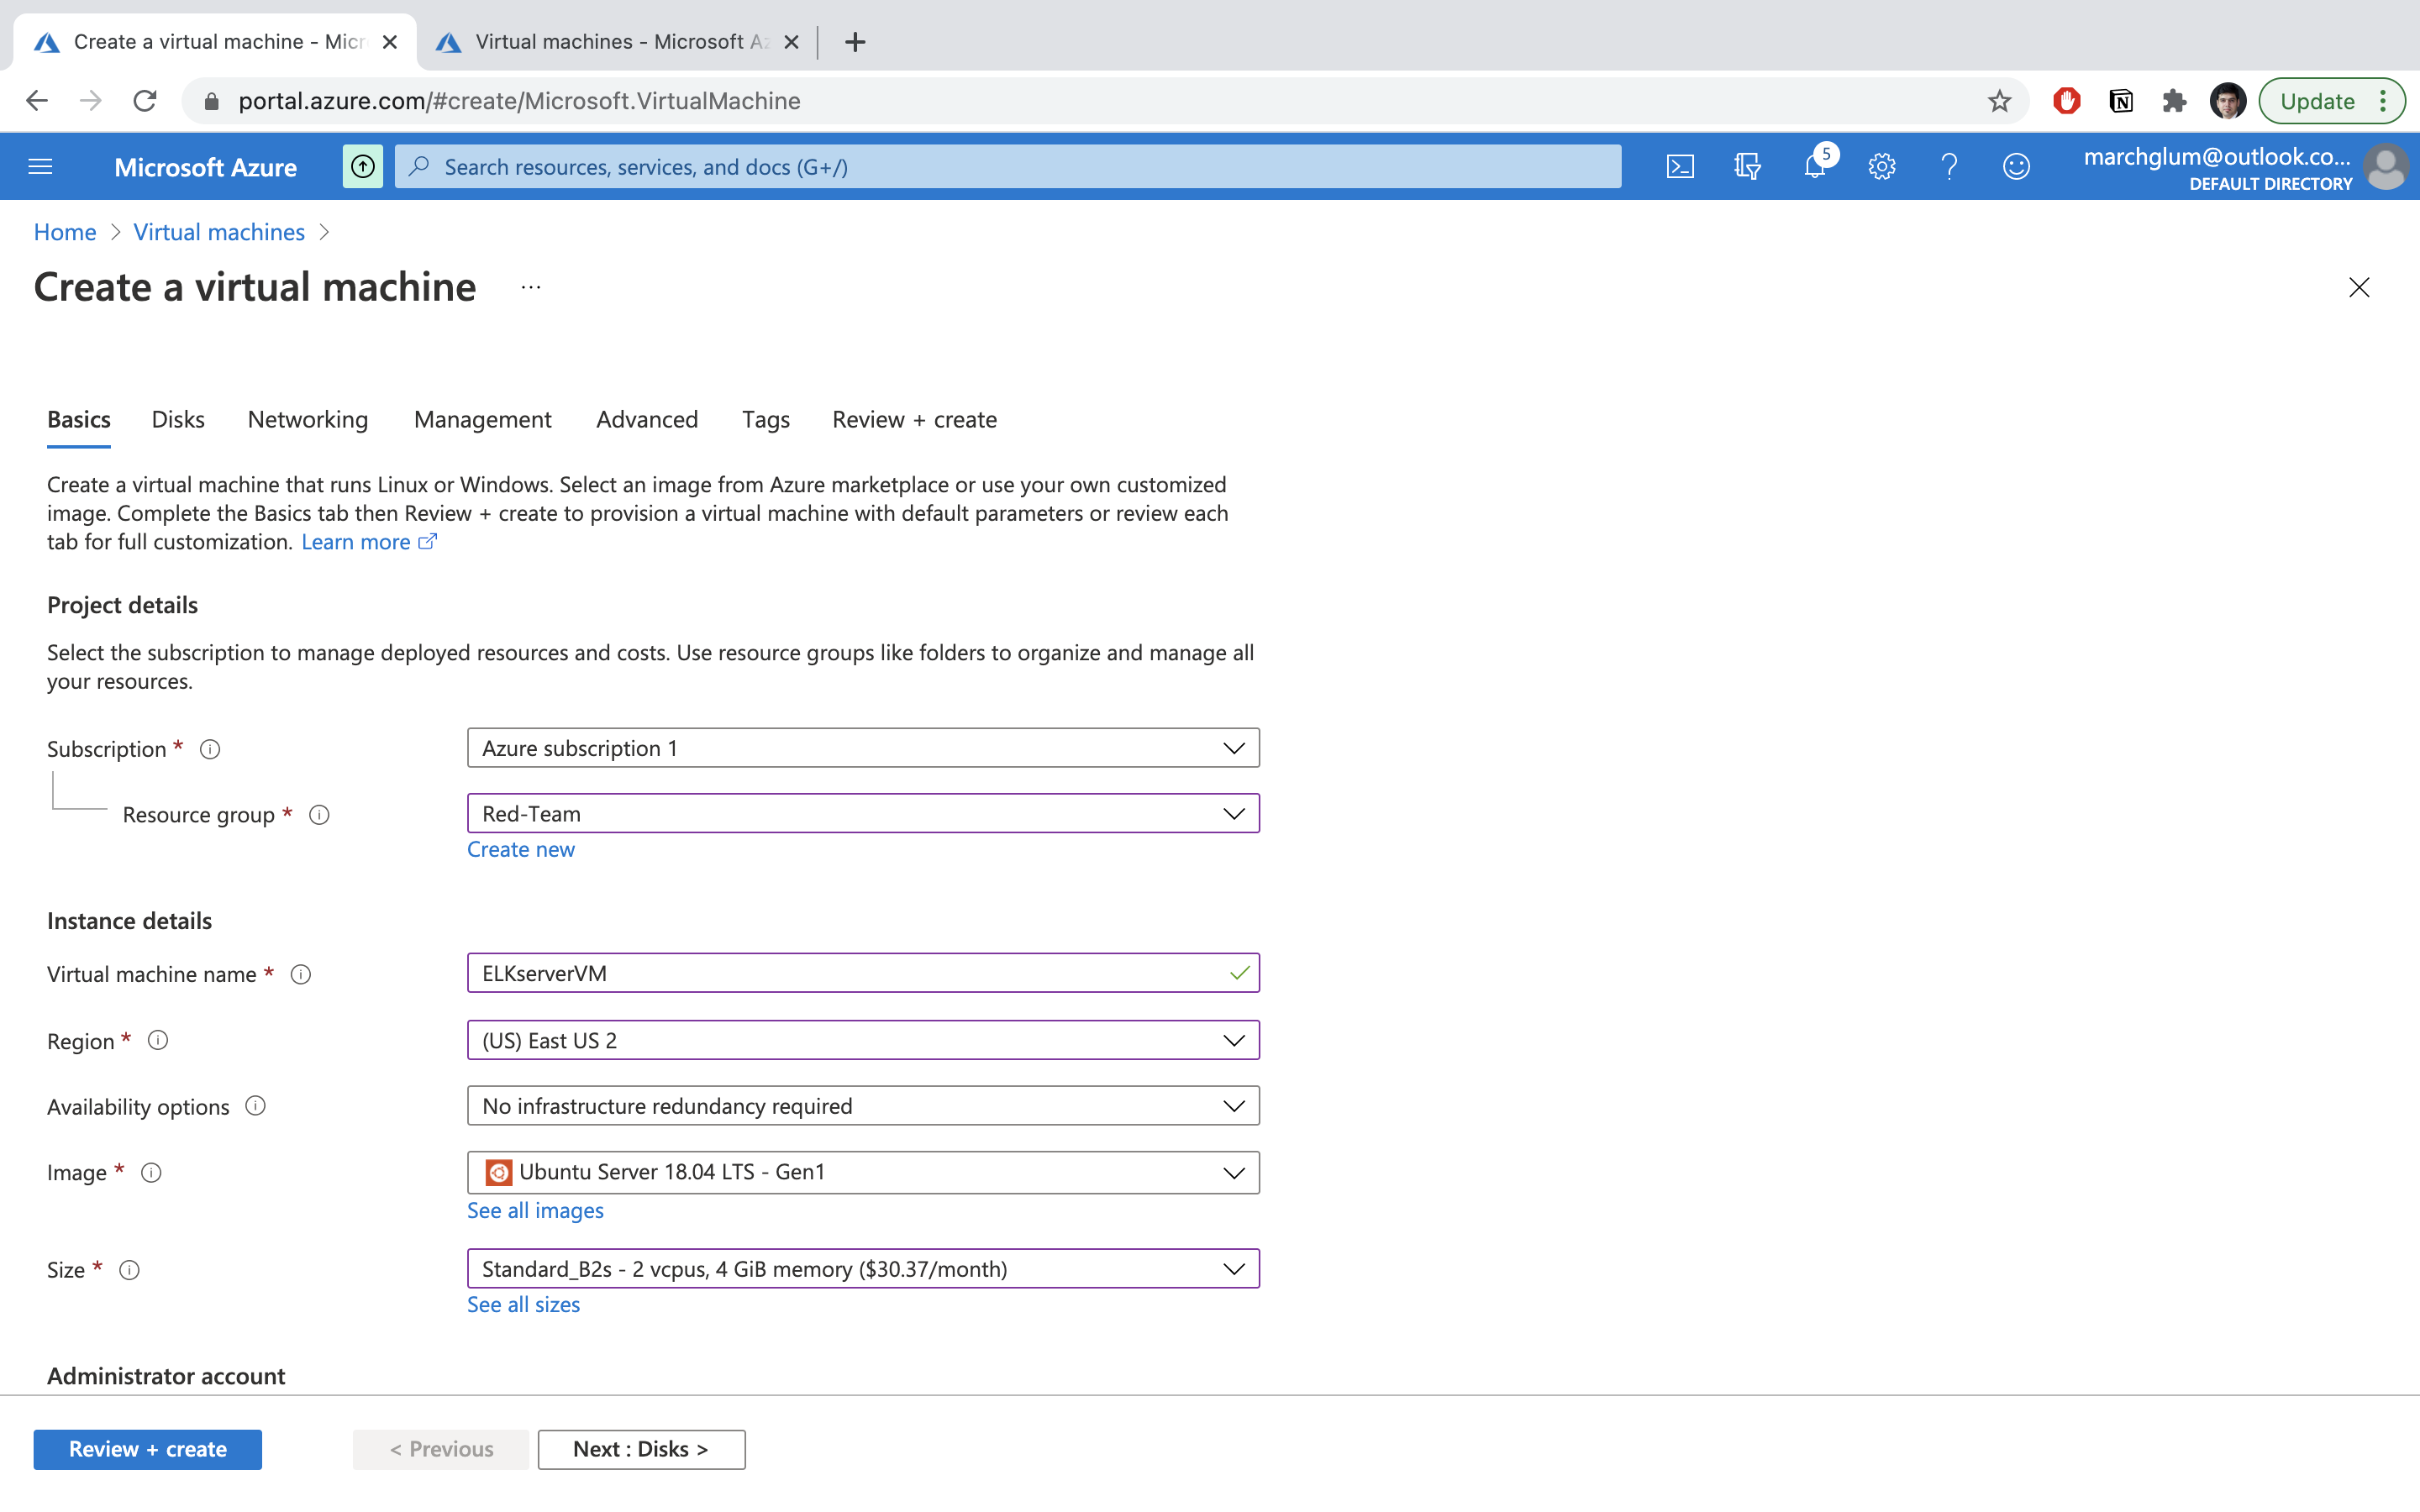 Create a virtual machine - Micr
Virtual machines - Microsoft Az
portal.azure.com/#create/Microsoft.VirtualMachine
Update
Microsoft Azure
Search resources, services, and docs (G+/)
5
marchglum@outlook.co...
DEFAULT DIRECTORY
Home > Virtual machines >
Create a virtual machine ...
Basics Disks Networking Management Advanced Tags Review + create
Create a virtual machine that runs Linux or Windows. Select an image from Azure marketplace or use your own customized
image. Complete the Basics tab then Review + create to provision a virtual machine with default parameters or review each
tab for full customization. Learn more
Project details
Select the subscription to manage deployed resources and costs. Use resource groups like folders to organize and manage all
your resources.
Subscription *
Azure subscription 1
Resource group *
Red-Team
Create new
Instance details
Virtual machine name *
ELKserverVM
Region *
(US) East US 2
Availability options
No infrastructure redundancy required
Image *
Ubuntu Server 18.04 LTS - Gen1
See all images
Size *
Standard_B2s - 2 vcpus, 4 GiB memory ($30.37/month)
See all sizes
Administrator account
Review + create
< Previous
Next : Disks >